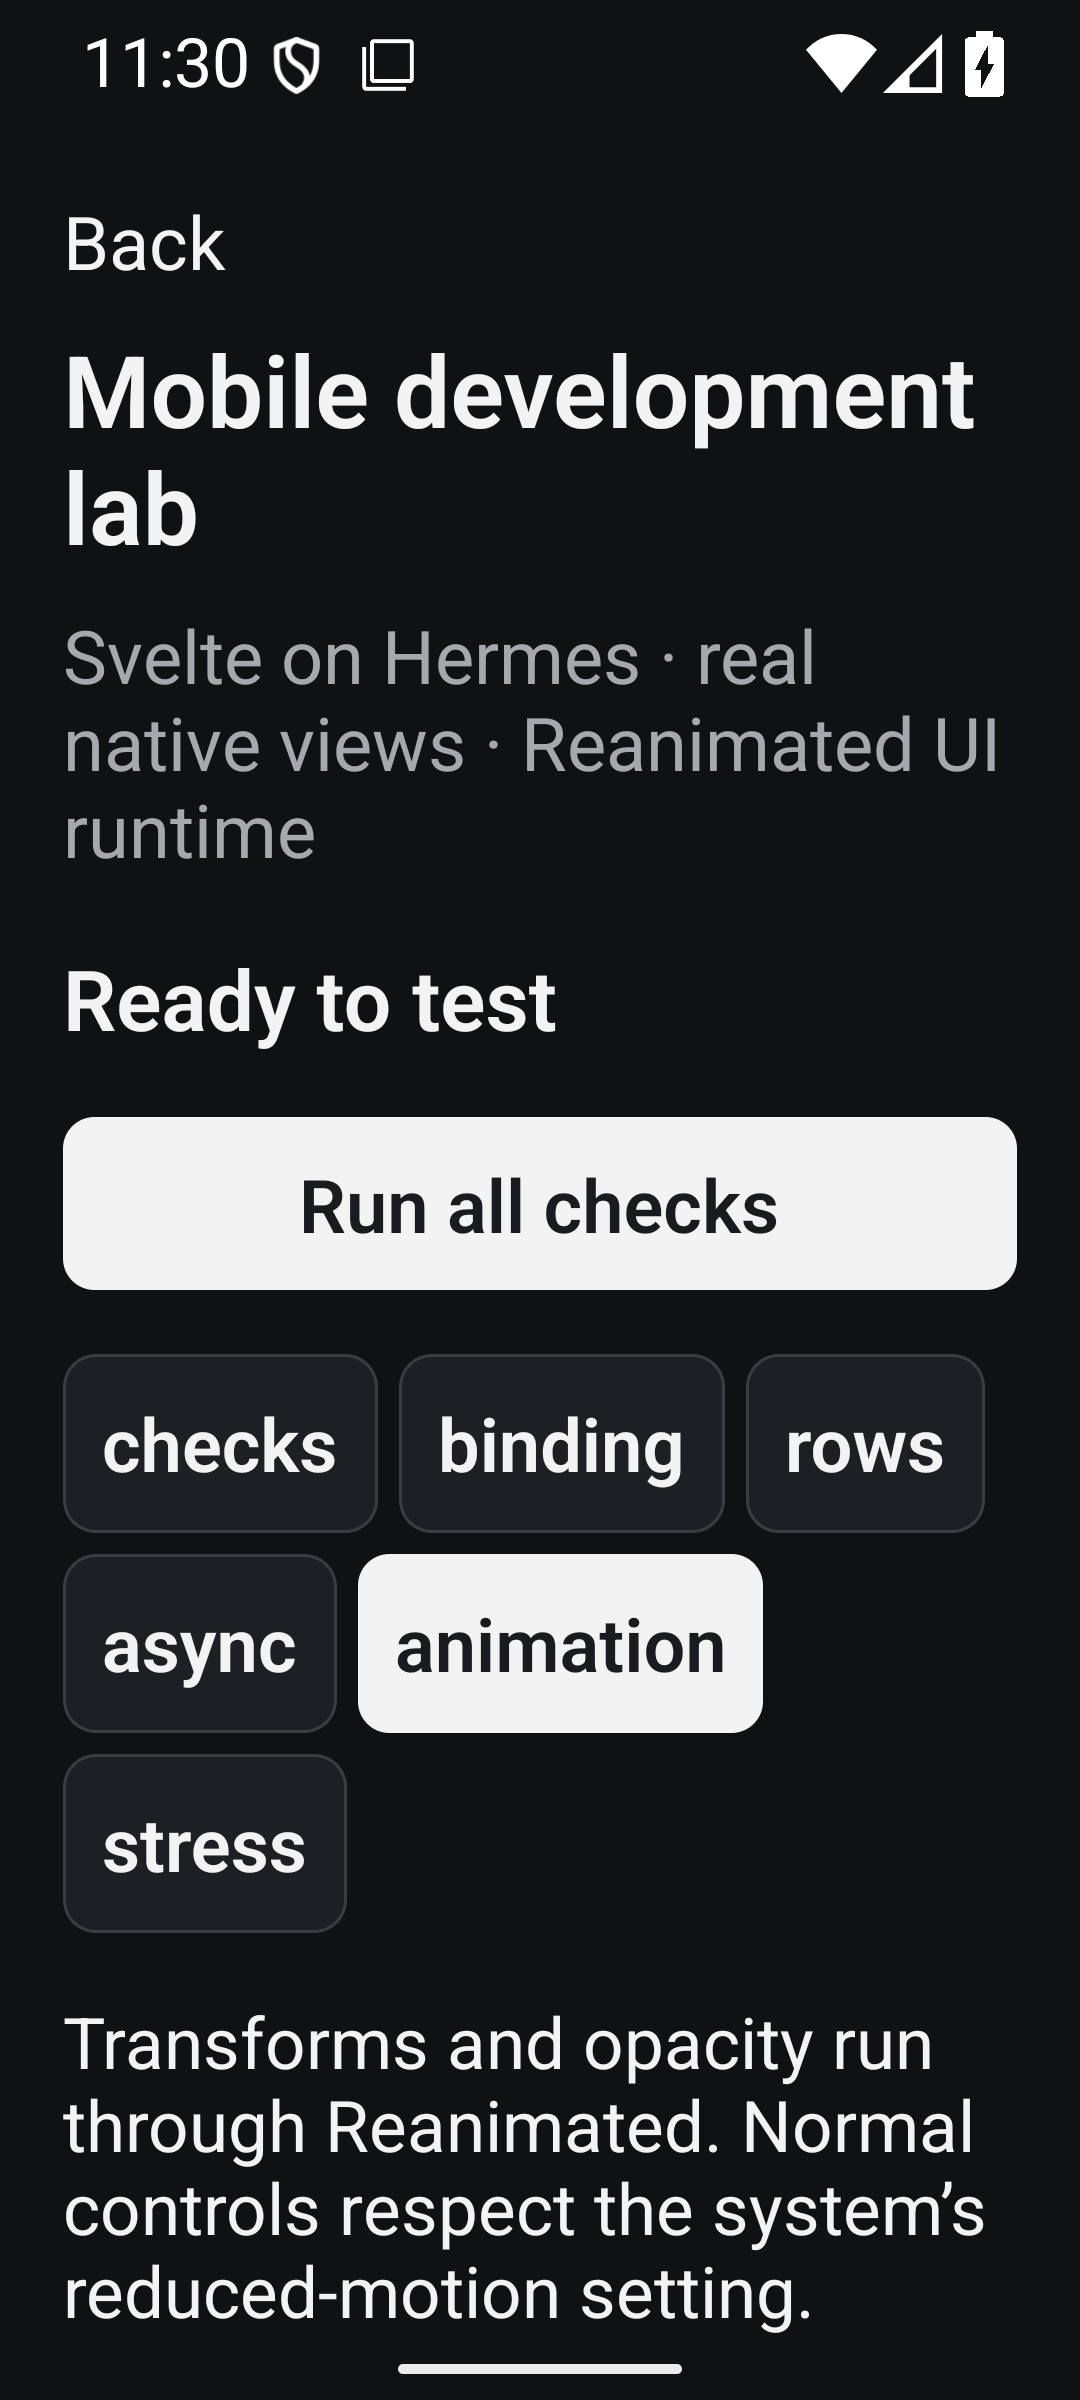 11:30
Back
Mobile development
lab
Svelte on Hermes · real
native views · Reanimated UI
runtime
Ready to test
Run all checks
checks binding rows
async animation
stress
Transforms and opacity run
through Reanimated. Normal
controls respect the system’s
reduced-motion setting.